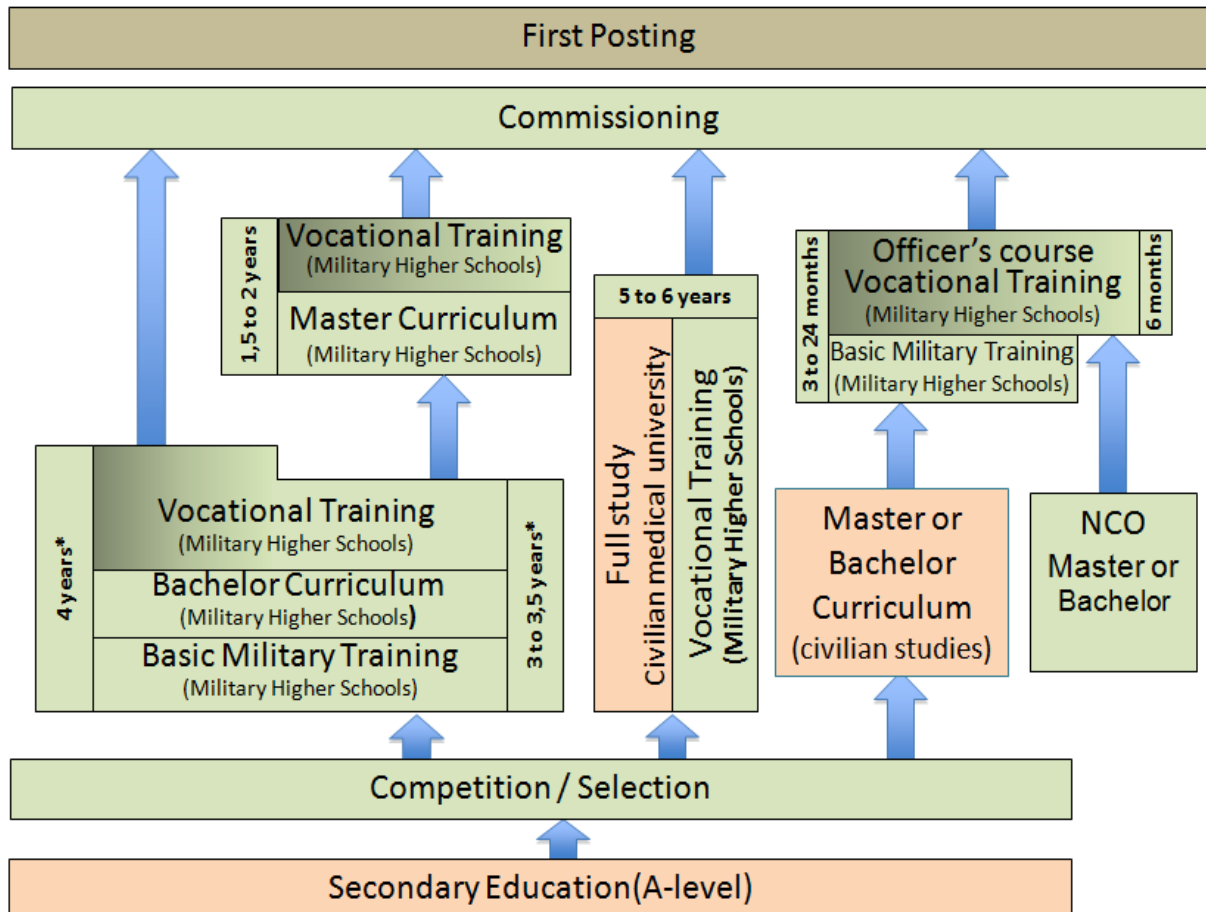 First Posting
Commissioning
1,5 to 2 years
Vocational Training
(Military Higher Schools)
Master Curriculum
(Military Higher Schools)
4 years*
Vocational Training
(Military Higher Schools)
Bachelor Curriculum
(Military Higher Schools)
Basic Military Training
(Military Higher Schools)
3 to 3,5 years*
5 to 6 years
Full study
Civilian medical university
Vocational Training
(Military Higher Schools)
3 to 24 months
Officer’s course
Vocational Training
(Military Higher Schools)
6 months
Basic Military Training
(Military Higher Schools)
Master or
Bachelor
Curriculum
(civilian studies)
NCO
Master or
Bachelor
Competition / Selection
Secondary Education(A-level)